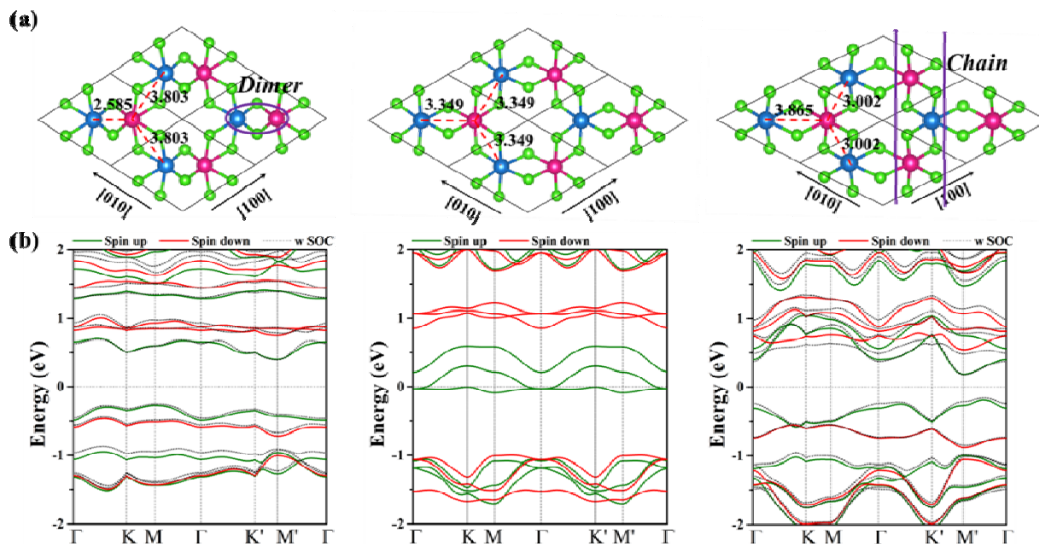 (a)
2.585
3.803
3.803
Dimer
[010]
[100]
3.349
3.349
3.349
[010]
[100]
3.865
3.002
3.002
Chain
[010]
[100]
(b)
Spin up Spin down w SOC
Spin up Spin down
Spin up Spin down w SOC
Energy (eV)
2
1
0
-1
-2
Γ K M Γ K' M' Γ
Energy (eV)
2
1
0
-1
-2
Γ K M Γ K' M' Γ
Energy (eV)
2
1
0
-1
-2
Γ K M Γ K' M' Γ